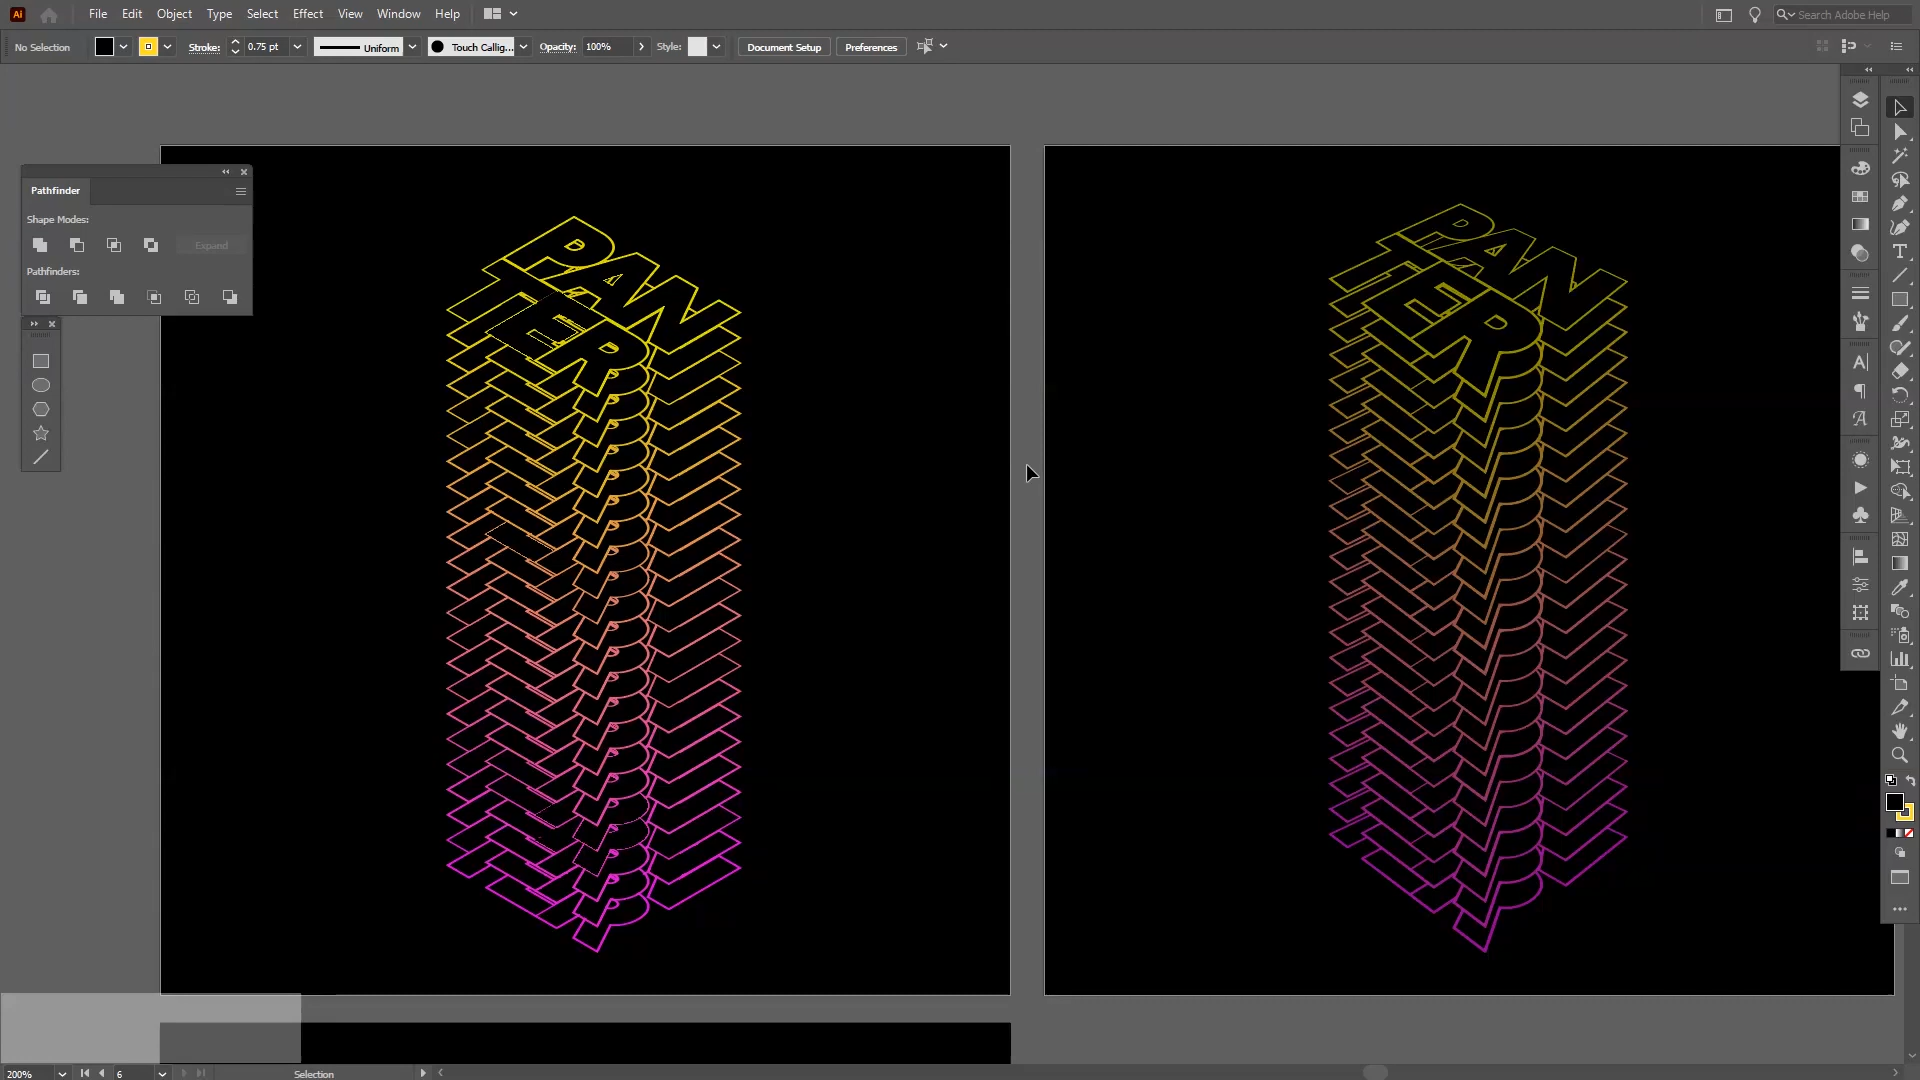 Ai File Edit Object Type Select Effect View Window Help Search Adobe Help
No Selection Stroke: 0.75 pt Uniform Touch Callig... Opacity: 100% Style: Document Setup Preferences
Pathfinder
Shape Modes:
Expand
Pathfinders:
PAN
TER
PAN
TER
200% 6 Selection